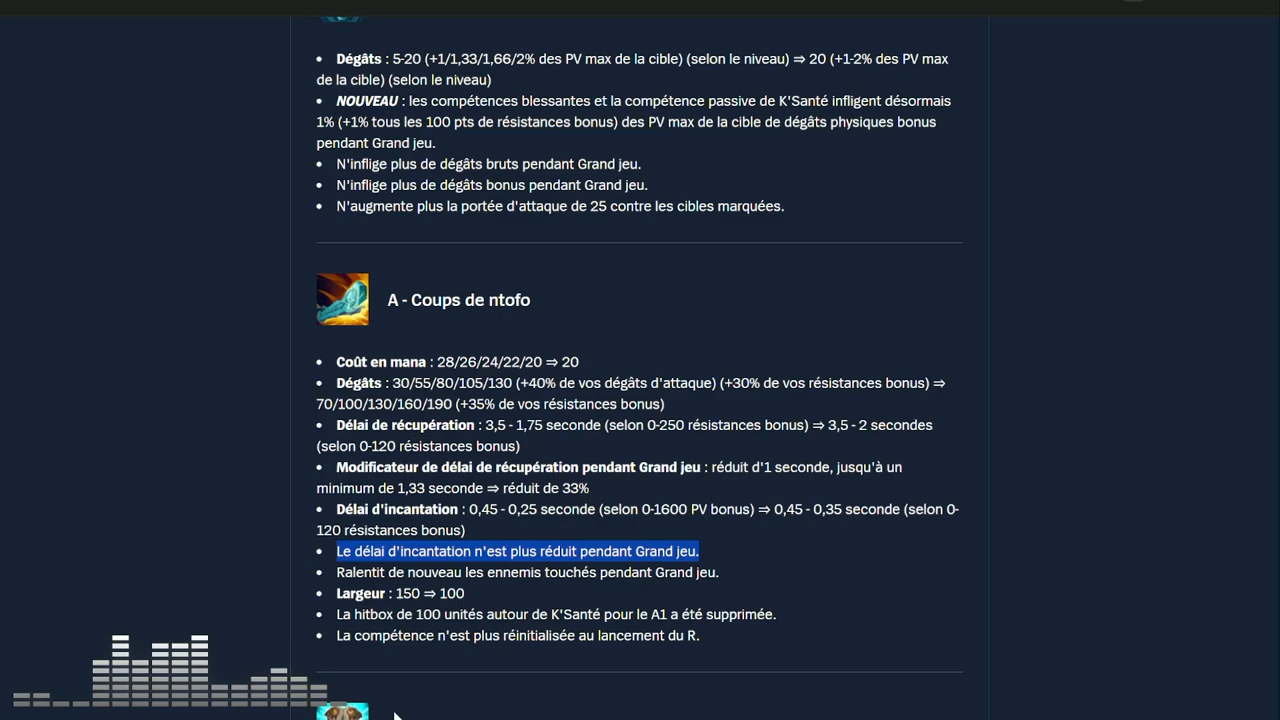 Dégâts : 5-20 (+1/1,33/1,66/2% des PV max de la cible) (selon le niveau) ⇒ 20 (+1-2% des PV max
de la cible) (selon le niveau)
NOUVEAU : les compétences blessantes et la compétence passive de K'Santé infligent désormais
1% (+1% tous les 100 pts de résistances bonus) des PV max de la cible de dégâts physiques bonus
pendant Grand jeu.
N'inflige plus de dégâts bruts pendant Grand jeu.
N'inflige plus de dégâts bonus pendant Grand jeu.
N'augmente plus la portée d'attaque de 25 contre les cibles marquées.
A - Coups de ntofo
Coût en mana : 28/26/24/22/20 ⇒ 20
Dégâts : 30/55/80/105/130 (+40% de vos dégâts d'attaque) (+30% de vos résistances bonus) ⇒
70/100/130/160/190 (+35% de vos résistances bonus)
Délai de récupération : 3,5 - 1,75 seconde (selon 0-250 résistances bonus) ⇒ 3,5 - 2 secondes
(selon 0-120 résistances bonus)
Modificateur de délai de récupération pendant Grand jeu : réduit d'1 seconde, jusqu'à un
minimum de 1,33 seconde ⇒ réduit de 33%
Délai d'incantation : 0,45 - 0,25 seconde (selon 0-1600 PV bonus) ⇒ 0,45 - 0,35 seconde (selon 0-
120 résistances bonus)
Le délai d'incantation n'est plus réduit pendant Grand jeu.
Ralentit de nouveau les ennemis touchés pendant Grand jeu.
Largeur : 150 ⇒ 100
La hitbox de 100 unités autour de K'Santé pour le A1 a été supprimée.
La compétence n'est plus réinitialisée au lancement du R.